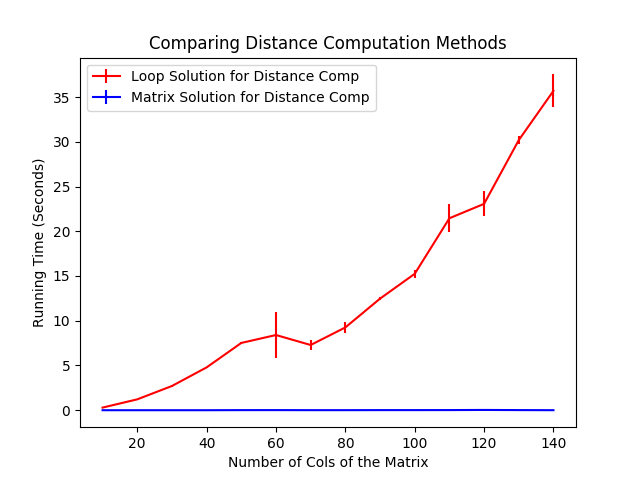 Comparing Distance Computation Methods
Loop Solution for Distance Comp
Matrix Solution for Distance Comp
Running Time (Seconds)
35
30
25
20
15
10
5
0
20 40 60 80 100 120 140
Number of Cols of the Matrix